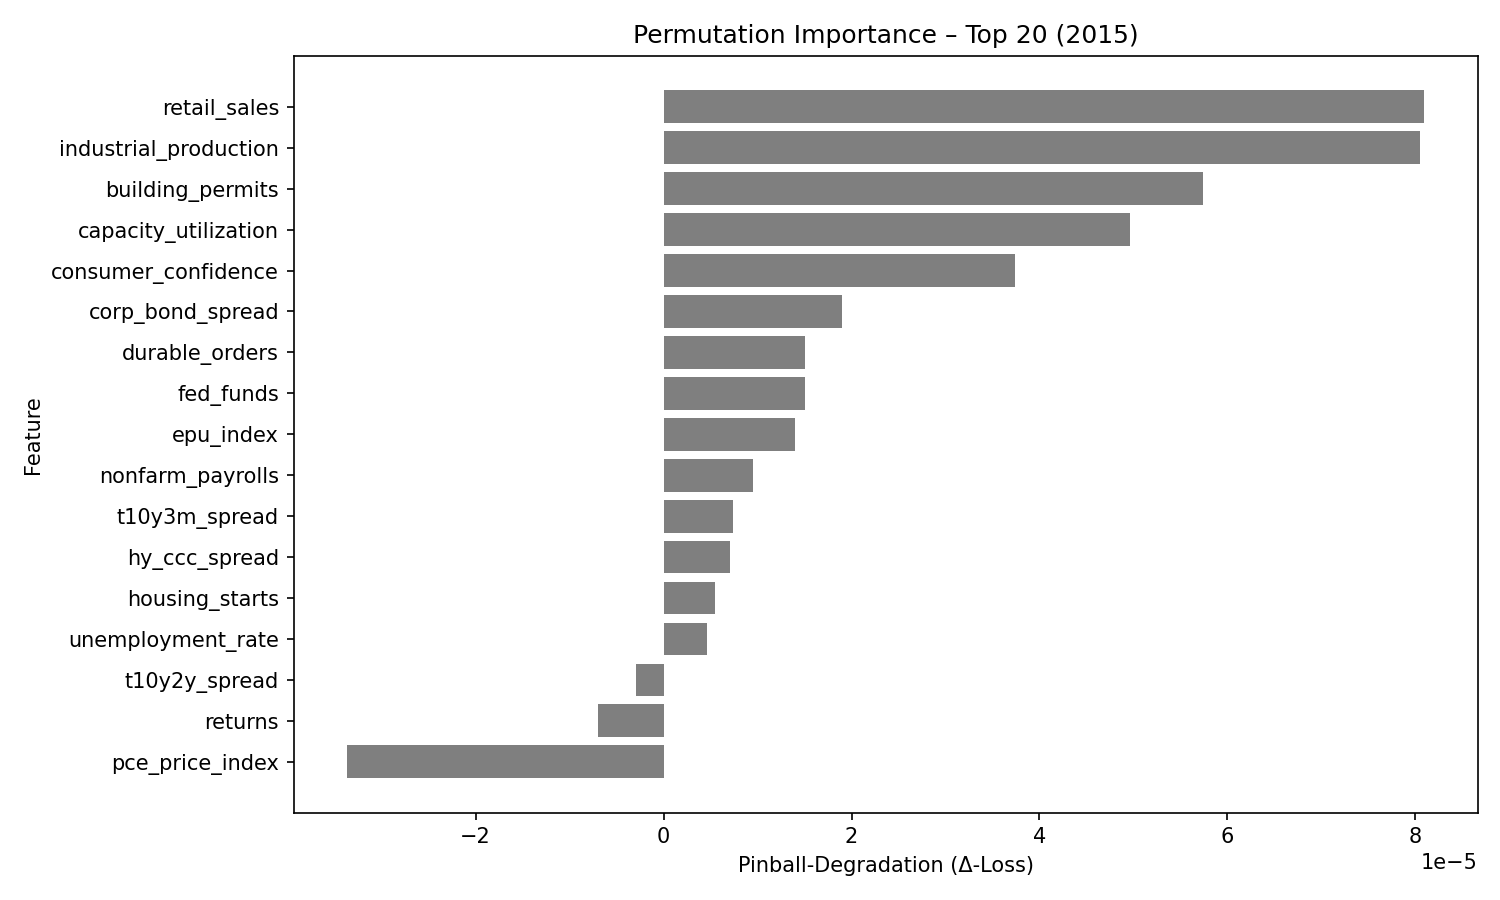 Permutation Importance – Top 20 (2015)
retail_sales
industrial_production
building_permits
capacity_utilization
consumer_confidence
corp_bond_spread
durable_orders
fed_funds
epu_index
nonfarm_payrolls
t10y3m_spread
hy_ccc_spread
housing_starts
unemployment_rate
t10y2y_spread
returns
pce_price_index
Feature
−2 0 2 4 6 8
1e−5
Pinball-Degradation (Δ-Loss)